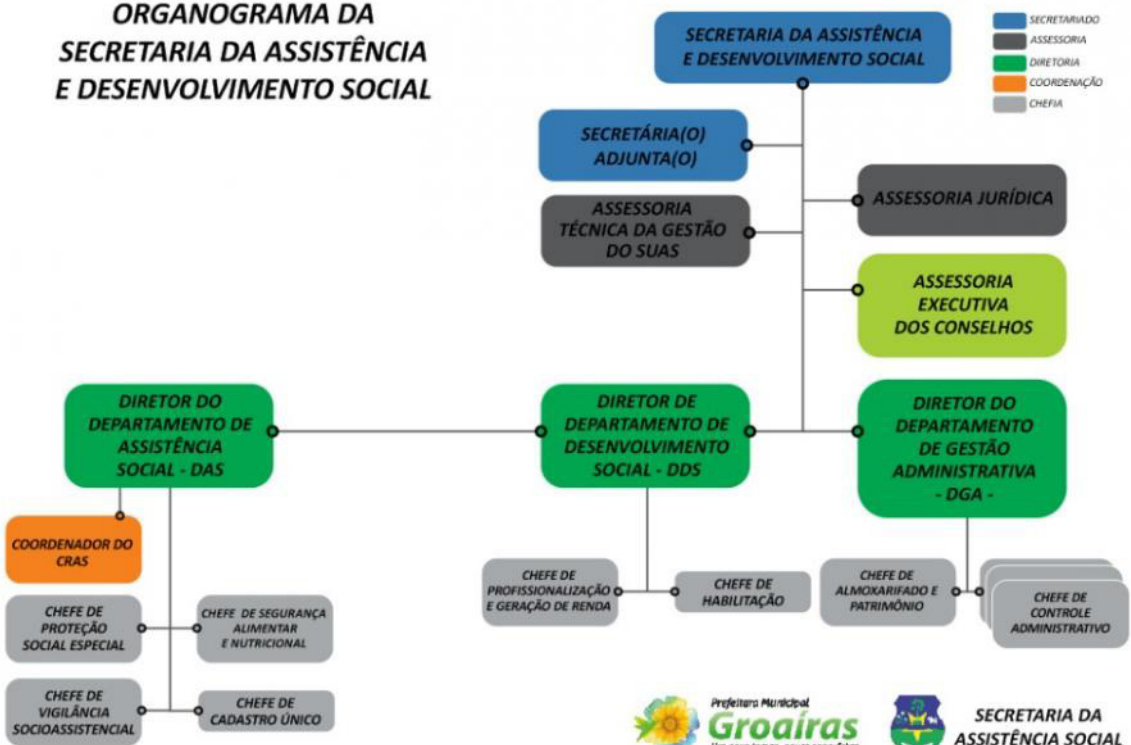 ORGANOGRAMA DA
SECRETARIA DA ASSISTÊNCIA
E DESENVOLVIMENTO SOCIAL
SECRETARIA DA ASSISTÊNCIA
E DESENVOLVIMENTO SOCIAL
SECRETARIADO
ASSESSORIA
DIRETORIA
COORDENAÇÃO
CHEFIA
SECRETÁRIA(O)
ADJUNTA(O)
ASSESSORIA JURÍDICA
ASSESSORIA
TÉCNICA DA GESTÃO
DO SUAS
ASSESSORIA
EXECUTIVA
DOS CONSELHOS
DIRETOR DO
DEPARTAMENTO DE
ASSISTÊNCIA
SOCIAL - DAS
DIRETOR DE
DEPARTAMENTO DE
DESENVOLVIMENTO
SOCIAL - DDS
DIRETOR DO
DEPARTAMENTO
DE GESTÃO
ADMINISTRATIVA
- DGA -
COORDENADOR DO
CRAS
CHEFE DE
PROTEÇÃO
SOCIAL ESPECIAL
CHEFE DE SEGURANÇA
ALIMENTAR
E NUTRICIONAL
CHEFE DE
VIGILÂNCIA
SOCIOASSISTENCIAL
CHEFE DE
CADASTRO ÚNICO
CHEFE DE
PROFISSIONALIZAÇÃO
E GERAÇÃO DE RENDA
CHEFE DE
HABILITAÇÃO
CHEFE DE
ALMOXARIFADO E
PATRIMÔNIO
CHEFE DE
CONTROLE
ADMINISTRATIVO
Prefeitura Municipal
Groaíras
SECRETARIA DA
ASSISTÊNCIA SOCIAL